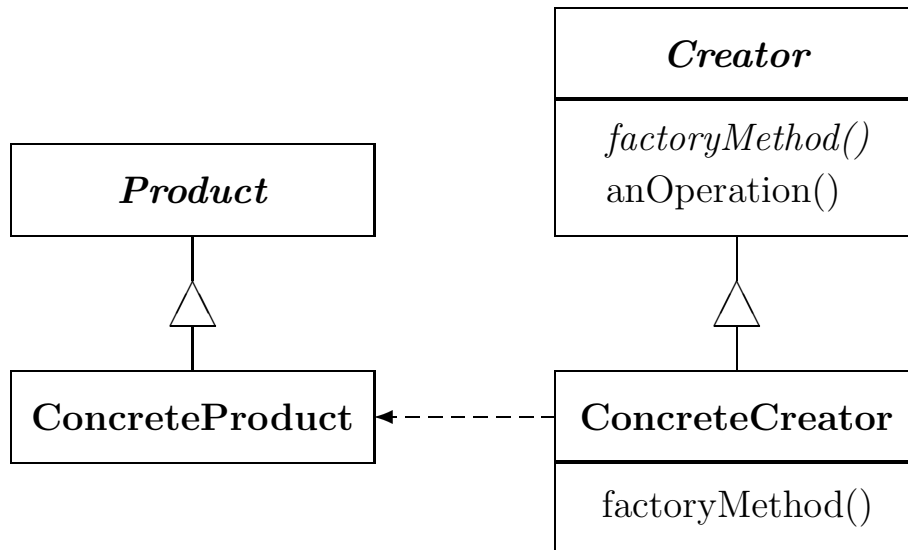 Creator
factoryMethod()
anOperation()
Product
ConcreteProduct
ConcreteCreator
factoryMethod()